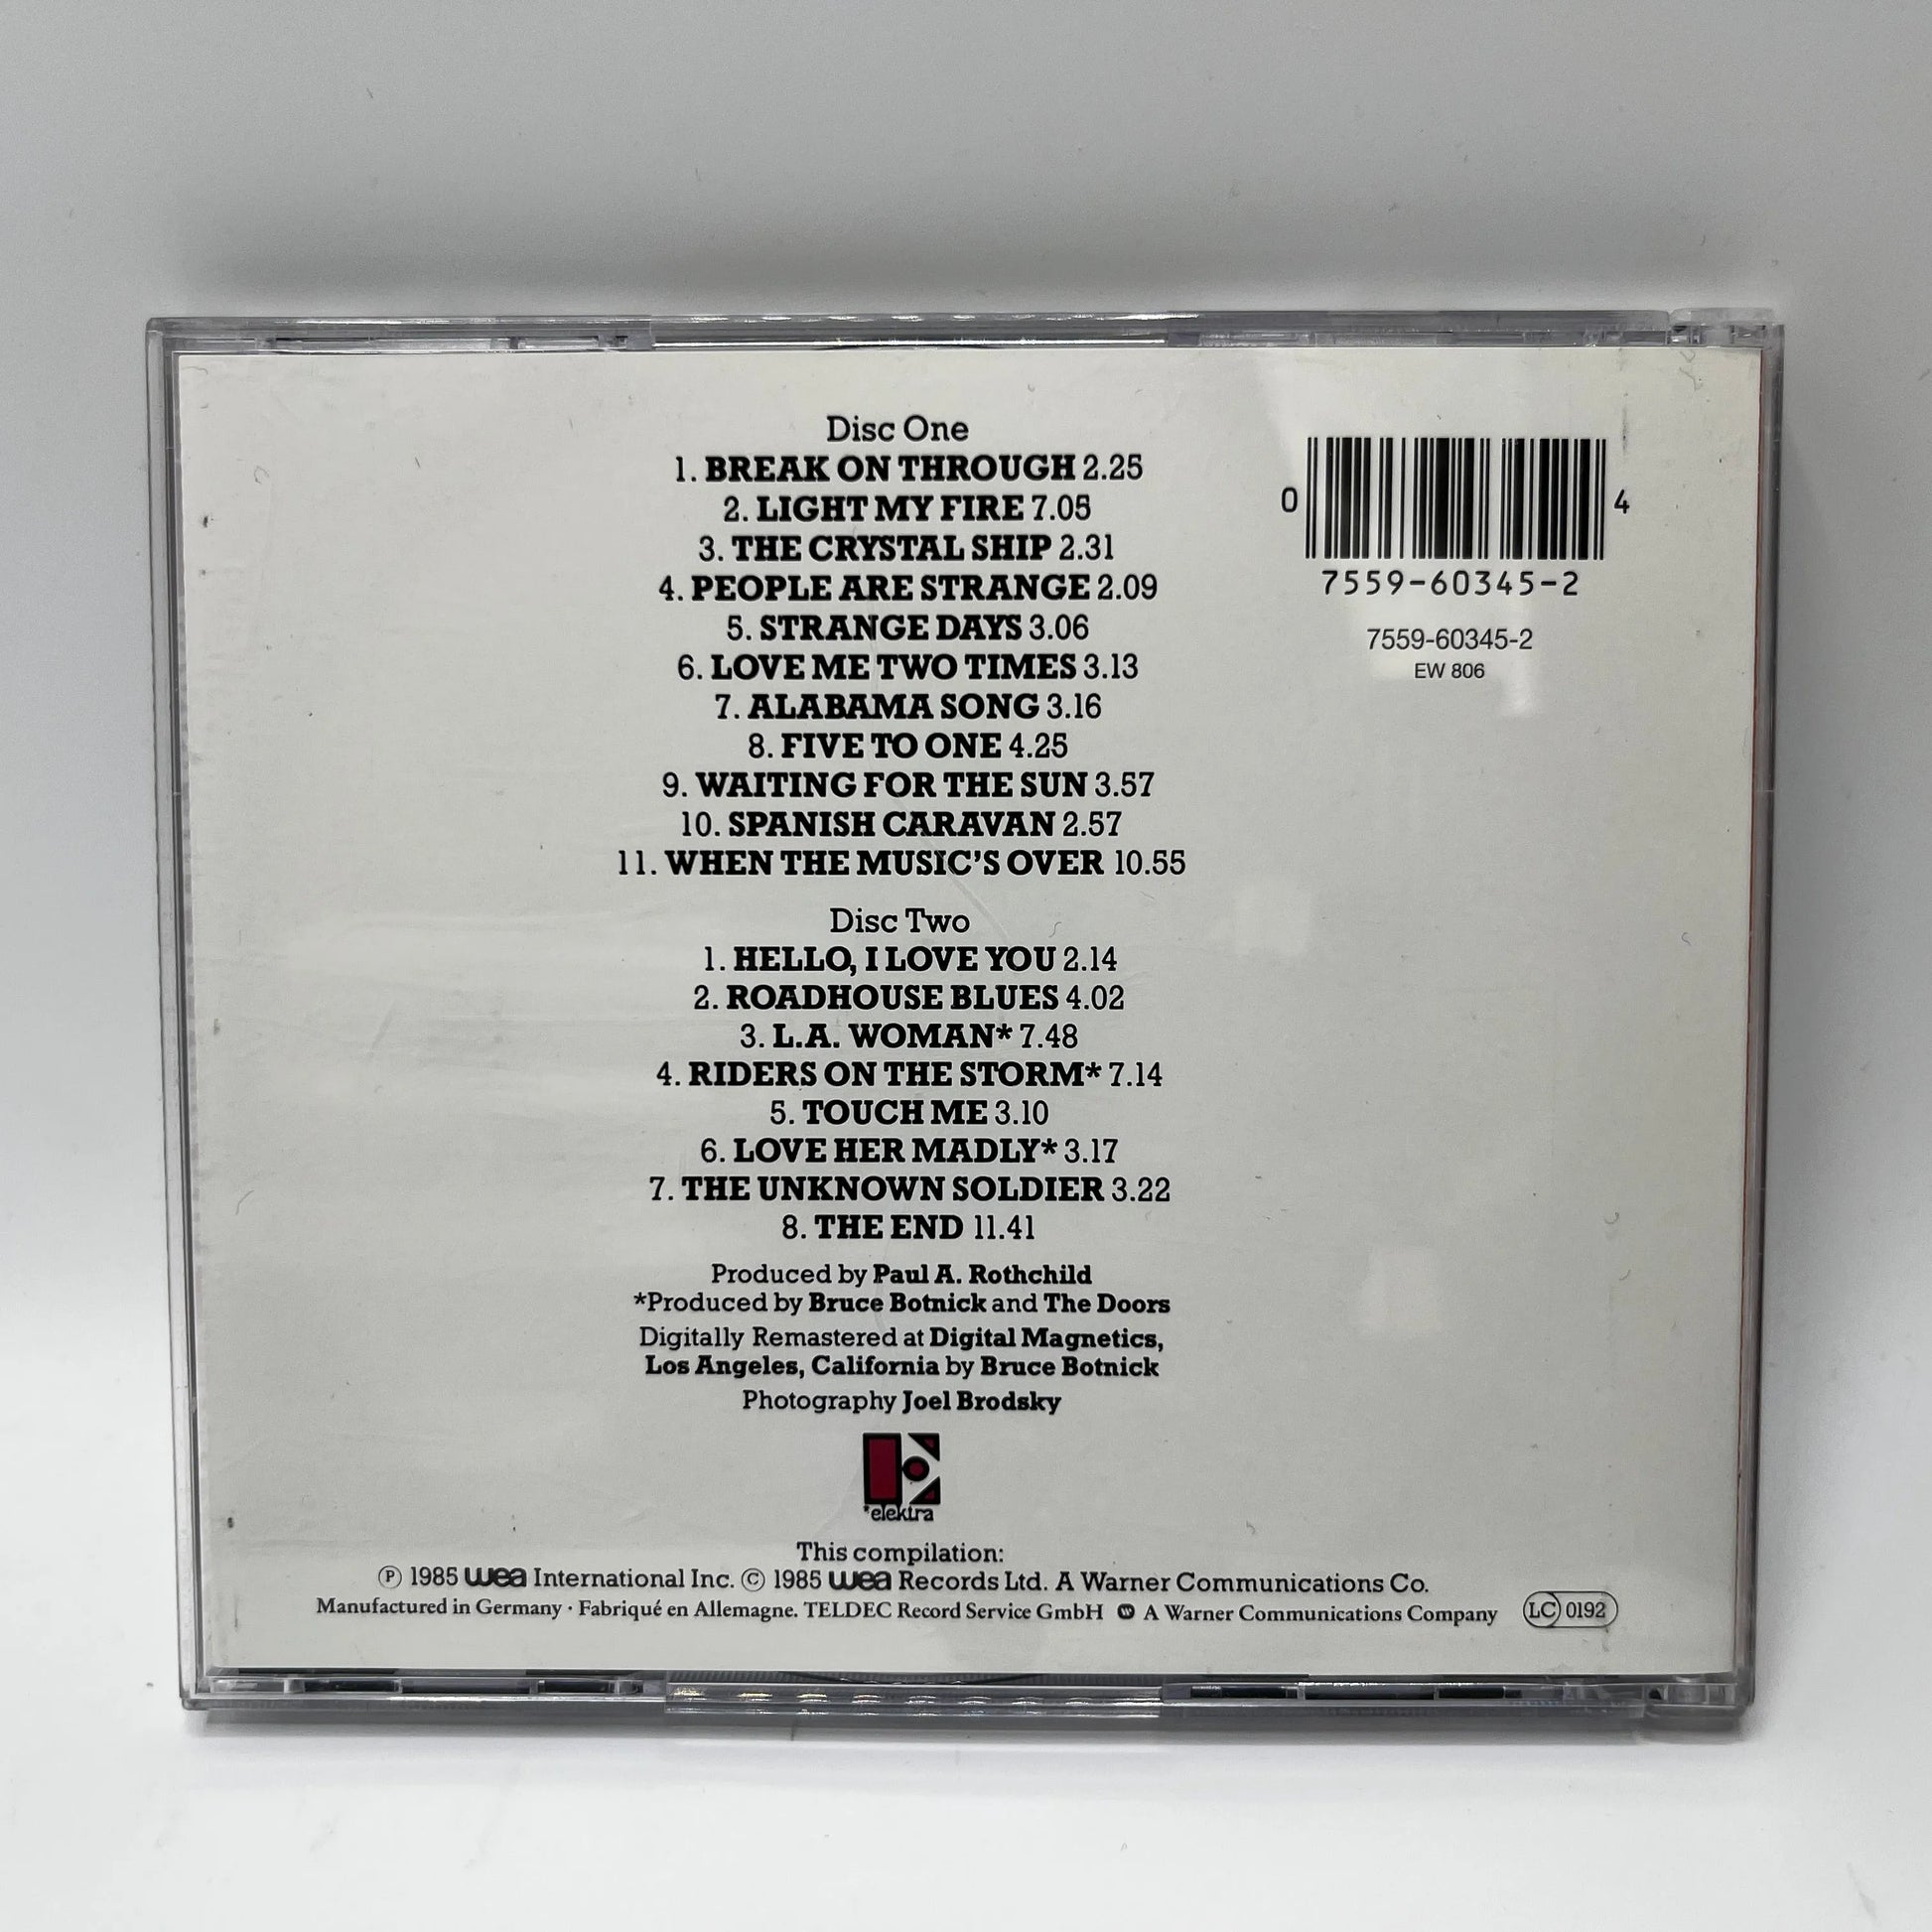 Disc One
1. BREAK ON THROUGH 2.25
2. LIGHT MY FIRE 7.05
3. THE CRYSTAL SHIP 2.31
4. PEOPLE ARE STRANGE 2.09
5. STRANGE DAYS 3.06
6. LOVE ME TWO TIMES 3.13
7. ALABAMA SONG 3.16
8. FIVE TO ONE 4.25
9. WAITING FOR THE SUN 3.57
10. SPANISH CARAVAN 2.57
11. WHEN THE MUSIC'S OVER 10.55
0 4
7559-60345-2
7559-60345-2
EW 806
Disc Two
1. HELLO, I LOVE YOU 2.14
2. ROADHOUSE BLUES 4.02
3. L.A. WOMAN* 7.48
4. RIDERS ON THE STORM* 7.14
5. TOUCH ME 3.10
6. LOVE HER MADLY* 3.17
7. THE UNKNOWN SOLDIER 3.22
8. THE END 11.41
Produced by Paul A. Rothchild
*Produced by Bruce Botnick and The Doors
Digitally Remastered at Digital Magnetics,
Los Angeles, California by Bruce Botnick
Photography Joel Brodsky
*elektra
This compilation:
℗ 1985 wea International Inc. © 1985 wea Records Ltd. A Warner Communications Co.
Manufactured in Germany · Fabriqué en Allemagne. TELDEC Record Service GmbH A Warner Communications Company
LC 0192